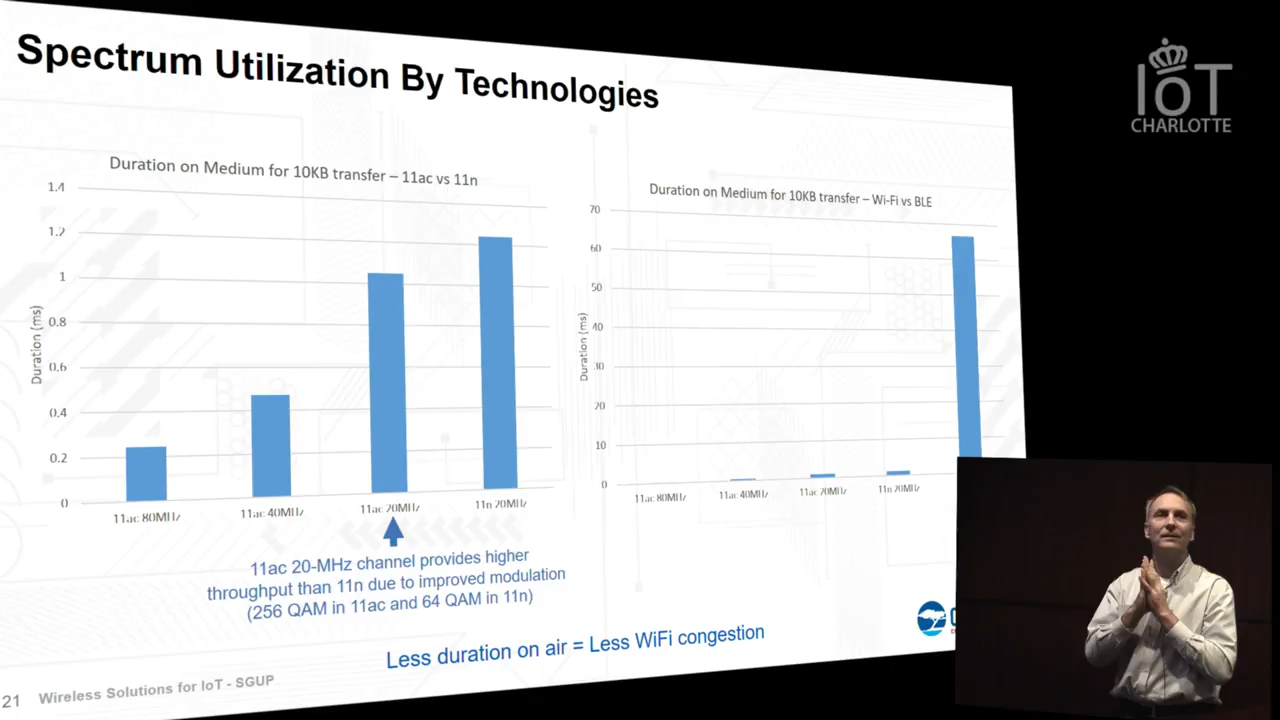 Spectrum Utilization By Technologies
IoT
CHARLOTTE
Duration on Medium for 10KB transfer – 11ac vs 11n
1.4
1.2
1
0.8
0.6
0.4
0.2
0
Duration (ms)
11ac 80MHz
11ac 40MHz
11ac 20MHz
11n 20MHz
Duration on Medium for 10KB transfer – Wi-Fi vs BLE
70
60
50
40
30
20
10
0
Duration (ms)
11ac 80MHz
11ac 40MHz
11ac 20MHz
11n 20MHz
11ac 20-MHz channel provides higher
throughput than 11n due to improved modulation
(256 QAM in 11ac and 64 QAM in 11n)
Less duration on air = Less WiFi congestion
21 Wireless Solutions for IoT - SGUP